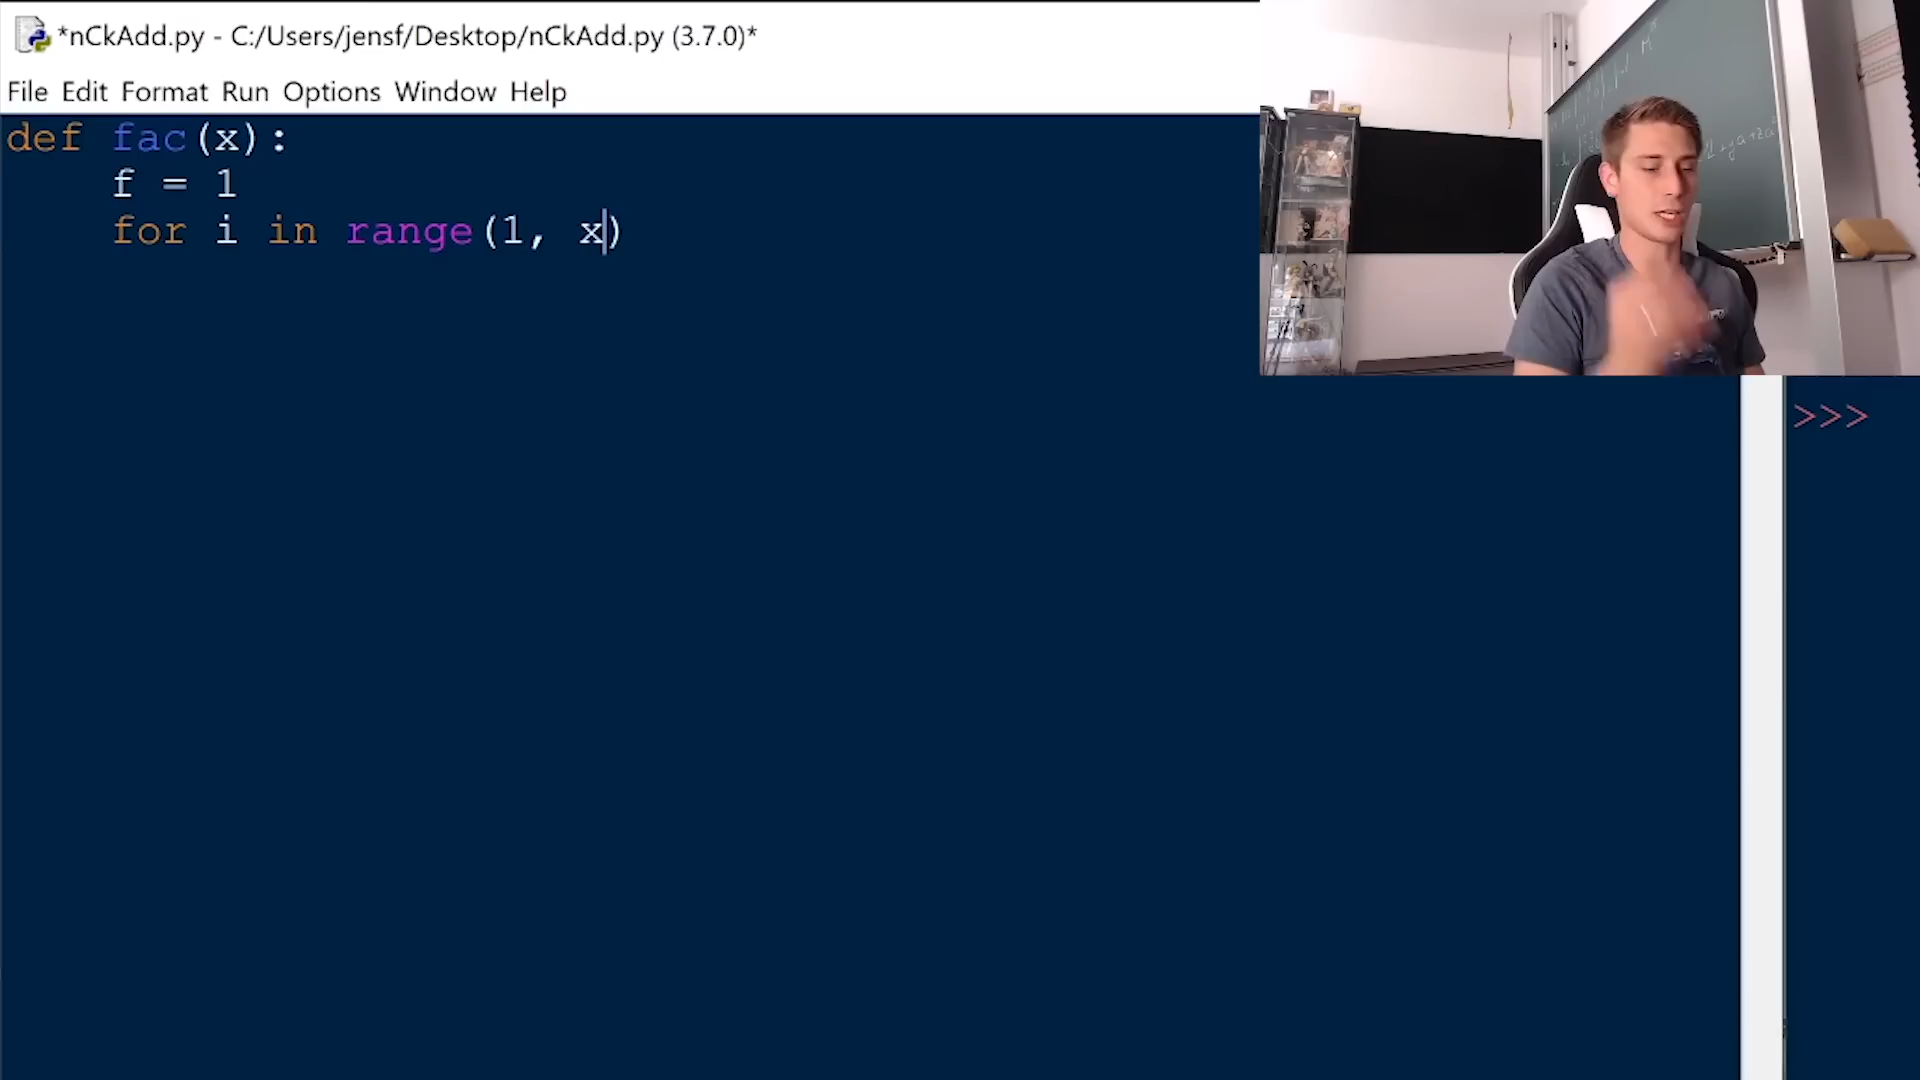 *nCkAdd.py - C:/Users/jensf/Desktop/nCkAdd.py (3.7.0)*
File Edit Format Run Options Window Help
def fac(x):
    f = 1
    for i in range(1, x)
>>>